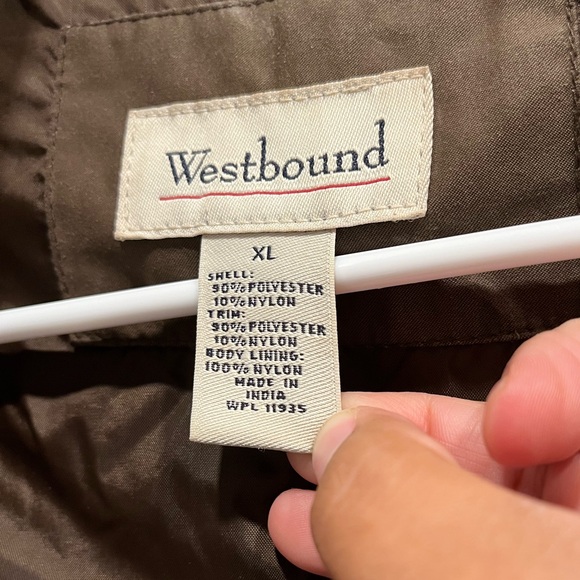 Westbound
XL
SHELL:
90% POLYESTER
10% NYLON
TRIM:
90% POLYESTER
10% NYLON
BODY LINING:
100% NYLON
MADE IN
INDIA
WPL 11935